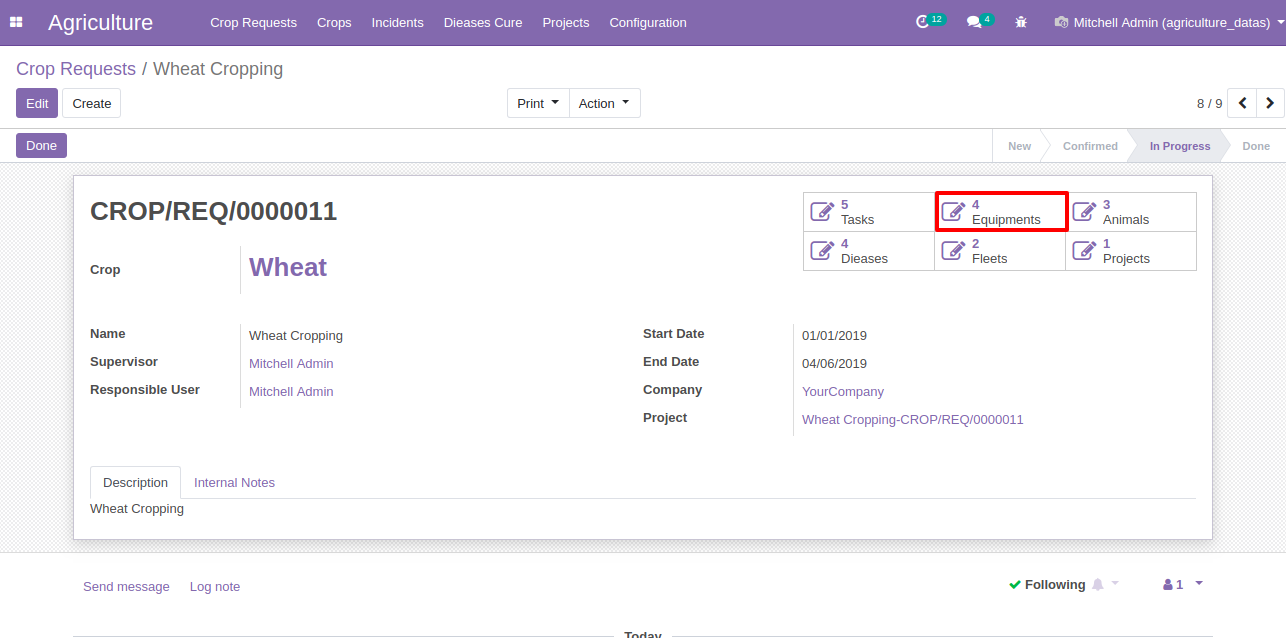 Agriculture Crop Requests Crops Incidents Dieases Cure Projects Configuration 12 4 Mitchell Admin (agriculture_datas)
Crop Requests / Wheat Cropping
Edit Create Print Action 8 / 9
Done New Confirmed In Progress Done
CROP/REQ/0000011
5 Tasks 4 Equipments 3 Animals
4 Dieases 2 Fleets 1 Projects
Crop Wheat
Name Wheat Cropping
Supervisor Mitchell Admin
Responsible User Mitchell Admin
Start Date 01/01/2019
End Date 04/06/2019
Company YourCompany
Project Wheat Cropping-CROP/REQ/0000011
Description Internal Notes
Wheat Cropping
Send message Log note Following 1
Today